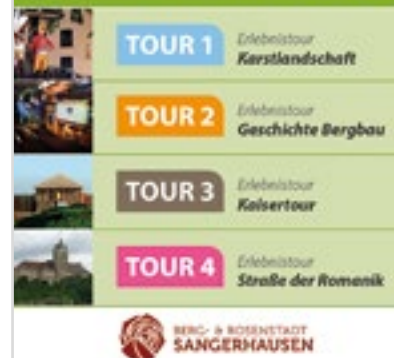 TOUR 1
Erlebnistour
Karstlandschaft
TOUR 2
Erlebnistour
Geschichte Bergbau
TOUR 3
Erlebnistour
Kaisertour
TOUR 4
Erlebnistour
Straße der Romanik
BERG- & ROSENSTADT
SANGERHAUSEN